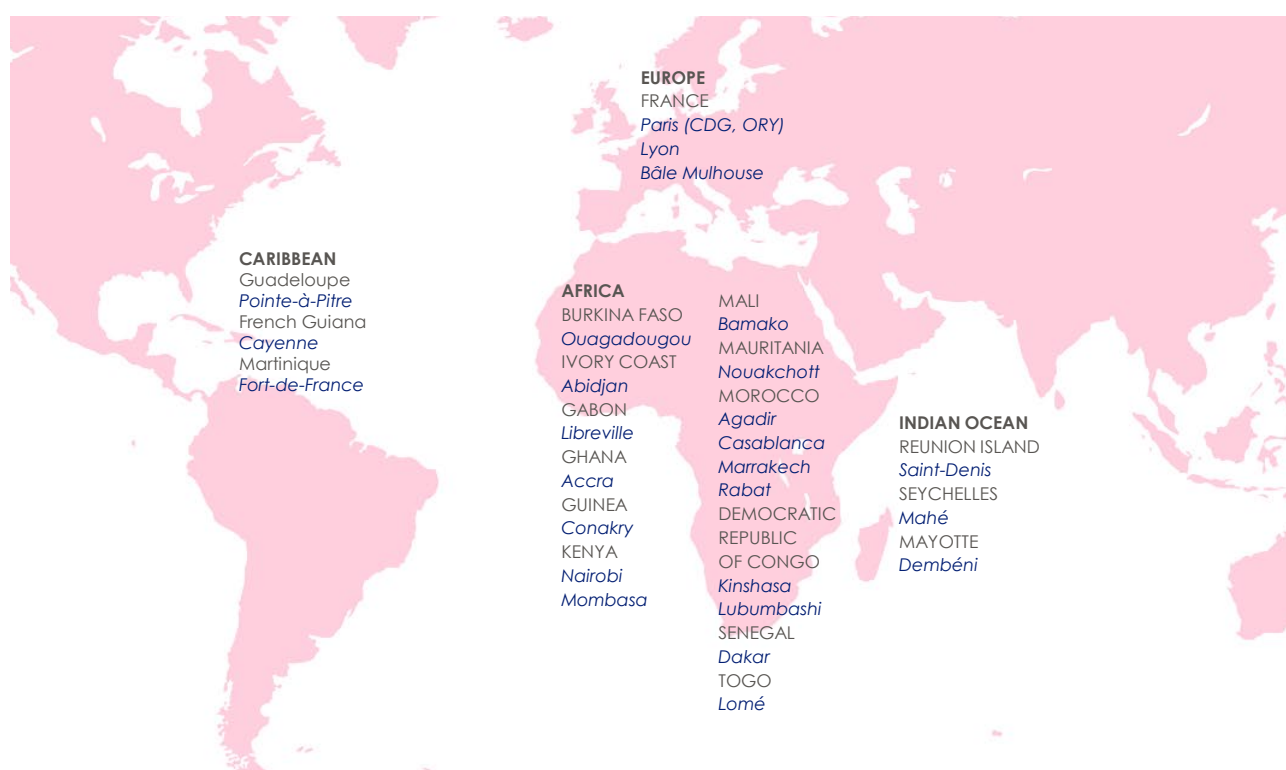 EUROPE
FRANCE
Paris (CDG, ORY)
Lyon
Bâle Mulhouse
CARIBBEAN
Guadeloupe
Pointe-à-Pitre
French Guiana
Cayenne
Martinique
Fort-de-France
AFRICA
BURKINA FASO
Ouagadougou
IVORY COAST
Abidjan
GABON
Libreville
GHANA
Accra
GUINEA
Conakry
KENYA
Nairobi
Mombasa
MALI
Bamako
MAURITANIA
Nouakchott
MOROCCO
Agadir
Casablanca
Marrakech
Rabat
DEMOCRATIC
REPUBLIC
OF CONGO
Kinshasa
Lubumbashi
SENEGAL
Dakar
TOGO
Lomé
INDIAN OCEAN
REUNION ISLAND
Saint-Denis
SEYCHELLES
Mahé
MAYOTTE
Dembéni